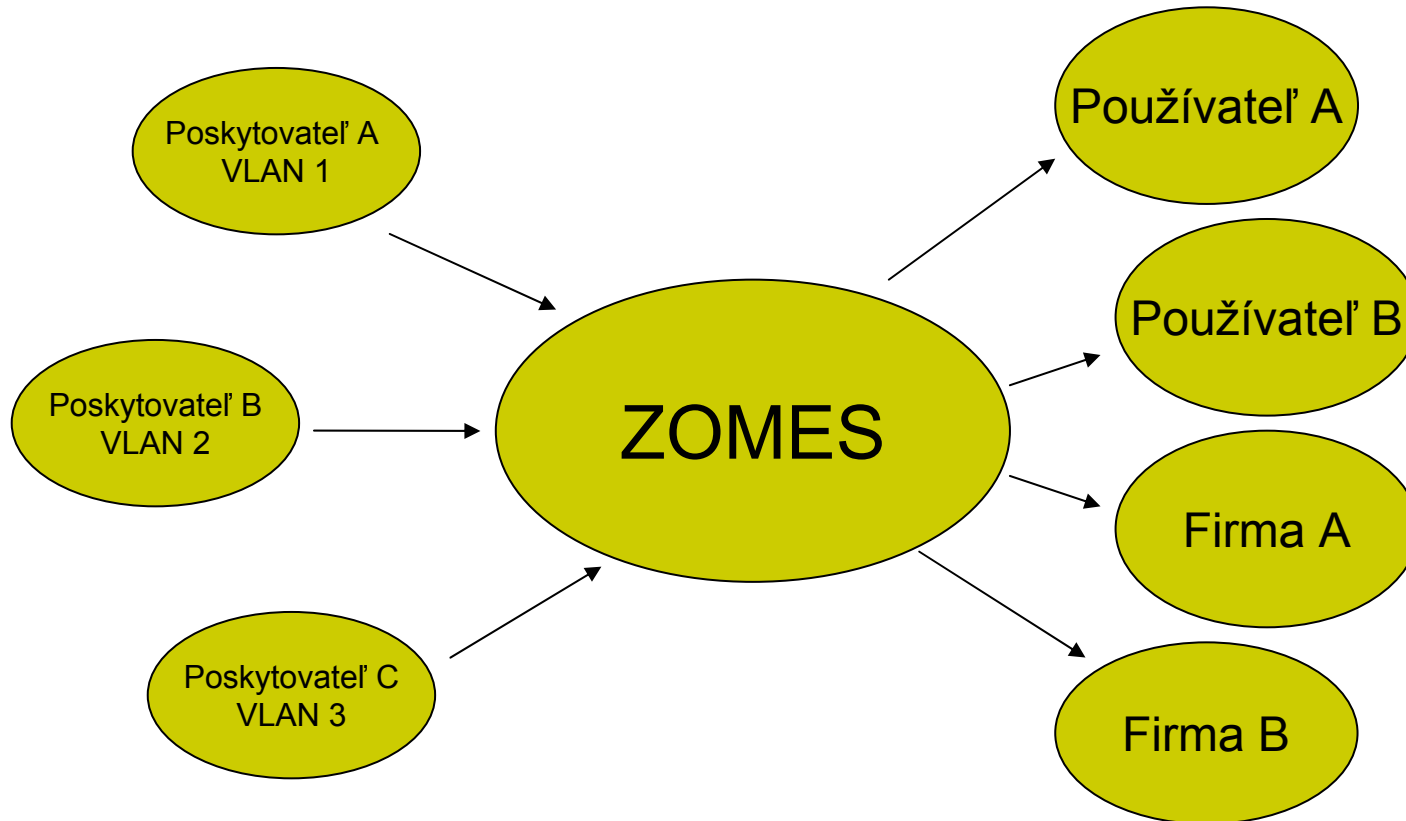 Poskytovateľ A
VLAN 1
Poskytovateľ B
VLAN 2
Poskytovateľ C
VLAN 3
ZOMES
Používateľ A
Používateľ B
Firma A
Firma B